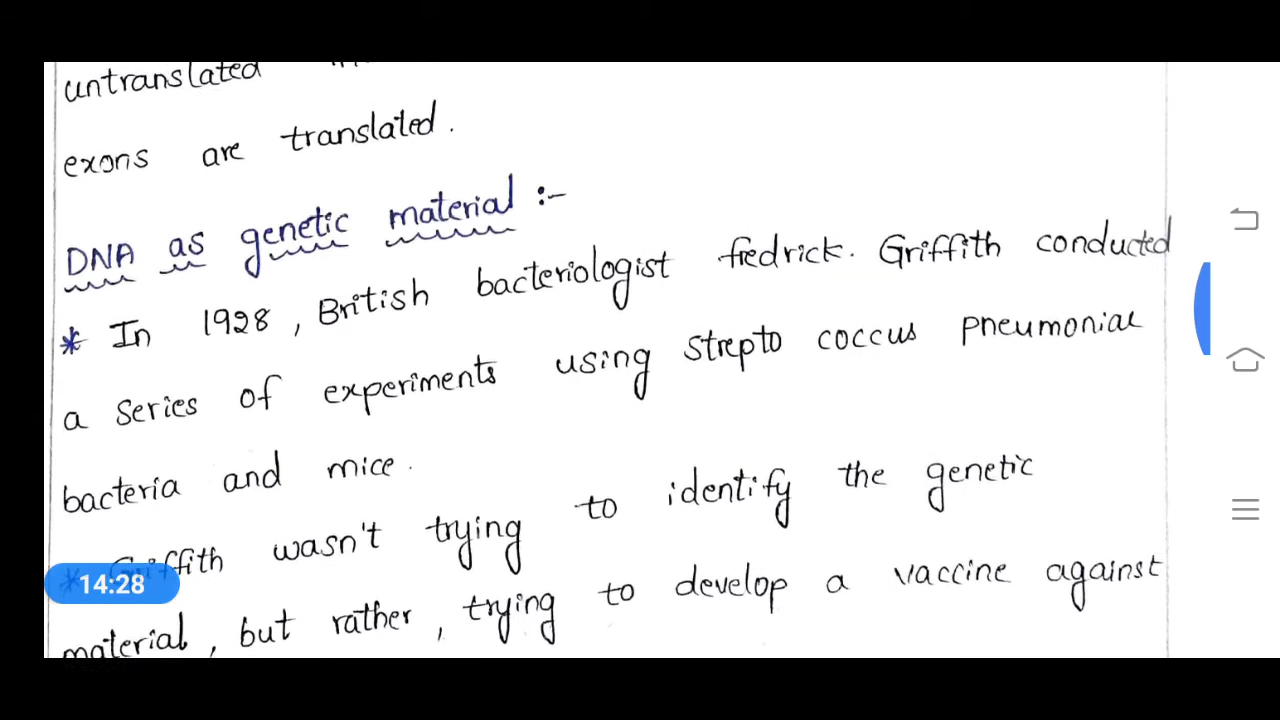 untranslated
exons are translated.
DNA as genetic material :-
* In 1928, British bacteriologist fredrick. Griffith conducted
a series of experiments using strepto coccus pneumoniae
bacteria and mice.
* Griffith wasn't trying to identify the genetic
material, but rather, trying to develop a vaccine against
14:28